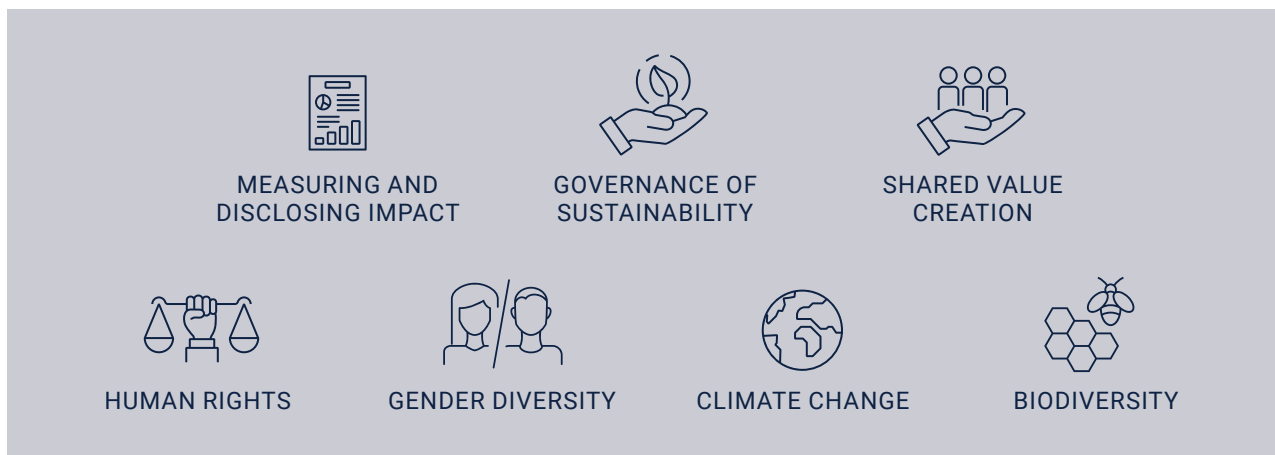 MEASURING AND
DISCLOSING IMPACT
GOVERNANCE OF
SUSTAINABILITY
SHARED VALUE
CREATION
HUMAN RIGHTS
GENDER DIVERSITY
CLIMATE CHANGE
BIODIVERSITY